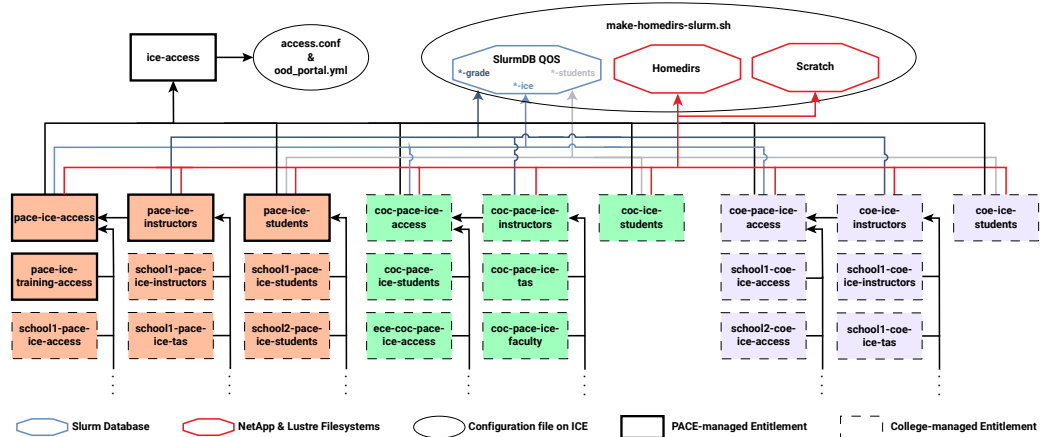 make-homedirs-slurm.sh
ice-access
access.conf
&
ood_portal.yml
SlurmDB QOS
*-grade
*-students
*-ice
Homedirs
Scratch
pace-ice-access
pace-ice-
instructors
pace-ice-
students
coc-pace-ice-
access
coc-pace-ice-
instructors
coc-ice-
students
coe-pace-ice-
access
coe-ice-
instructors
coe-ice-
students
pace-ice-
training-access
school1-pace-
ice-instructors
school1-pace-
ice-students
coc-pace-
ice-students
coc-pace-ice-
tas
school1-coe-
ice-access
school1-coe-
ice-instructors
school1-pace-
ice-access
school1-pace-
ice-tas
school2-pace-
ice-students
ece-coc-pace-
ice-access
coc-pace-ice-
faculty
school2-coe-
ice-access
school1-coe-
ice-tas
Slurm Database
NetApp & Lustre Filesystems
Configuration file on ICE
PACE-managed Entitlement
College-managed Entitlement